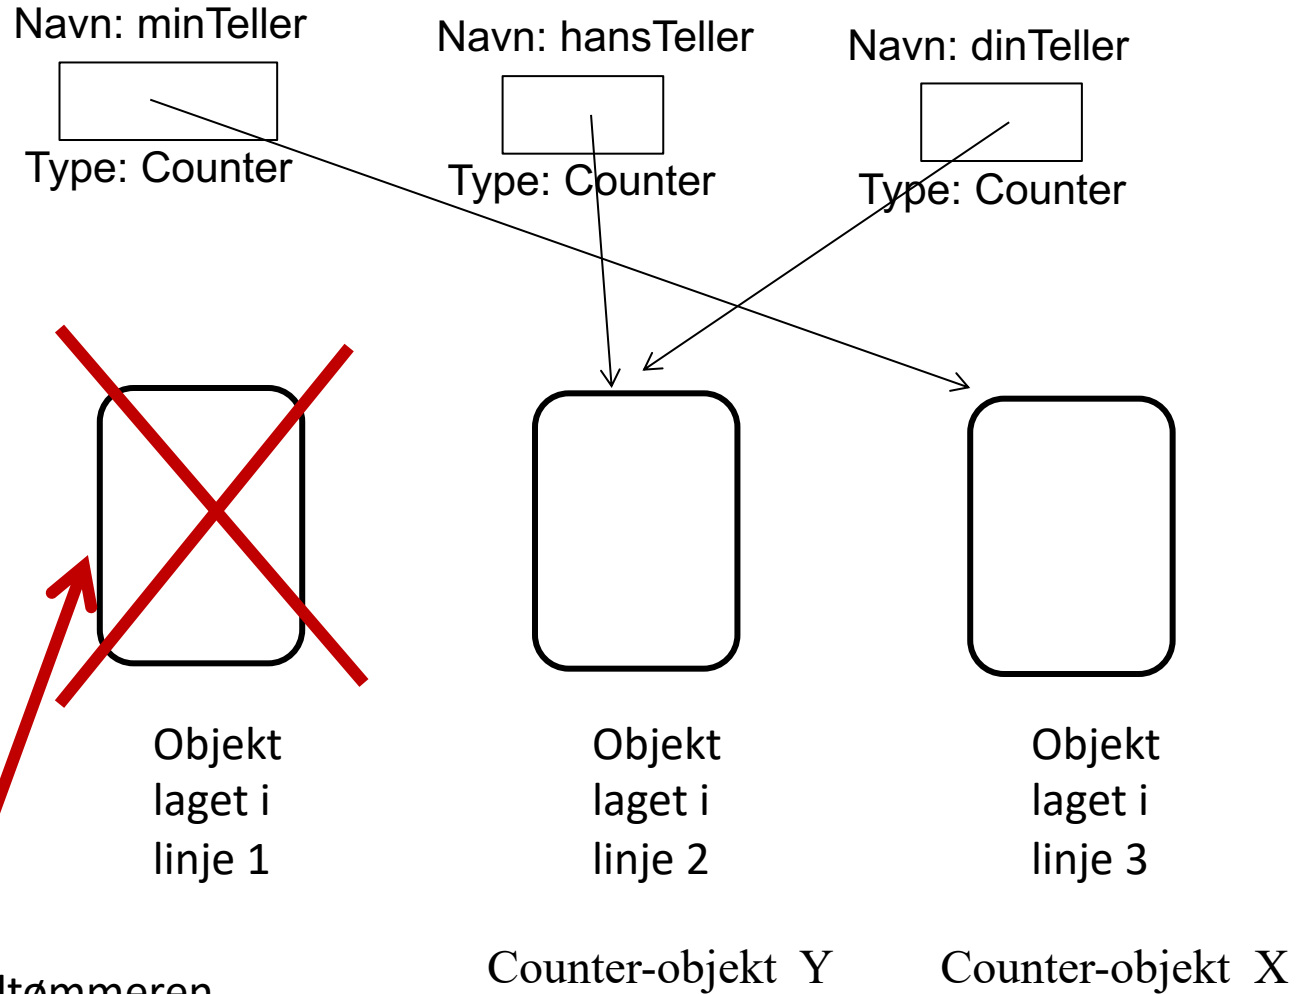 Navn: minTeller
Navn: hansTeller
Navn: dinTeller
Type: Counter
Type: Counter
Type: Counter
Objekt
laget i
linje 1
Objekt
laget i
linje 2
Objekt
laget i
linje 3
Counter-objekt Y
Counter-objekt X